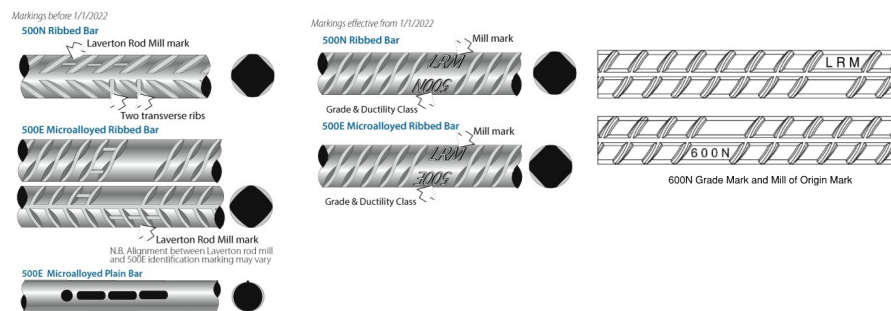 Markings before 1/1/2022
500N Ribbed Bar
Laverton Rod Mill mark
Two transverse ribs
500E Microalloyed Ribbed Bar
Laverton Rod Mill mark
N.B. Alignment between Laverton rod mill
and 500E identification marking may vary
500E Microalloyed Plain Bar
Markings effective from 1/1/2022
500N Ribbed Bar
Mill mark
LRM
500N
Grade & Ductility Class
500E Microalloyed Ribbed Bar
Mill mark
LRM
500E
Grade & Ductility Class
LRM
600N
600N Grade Mark and Mill of Origin Mark